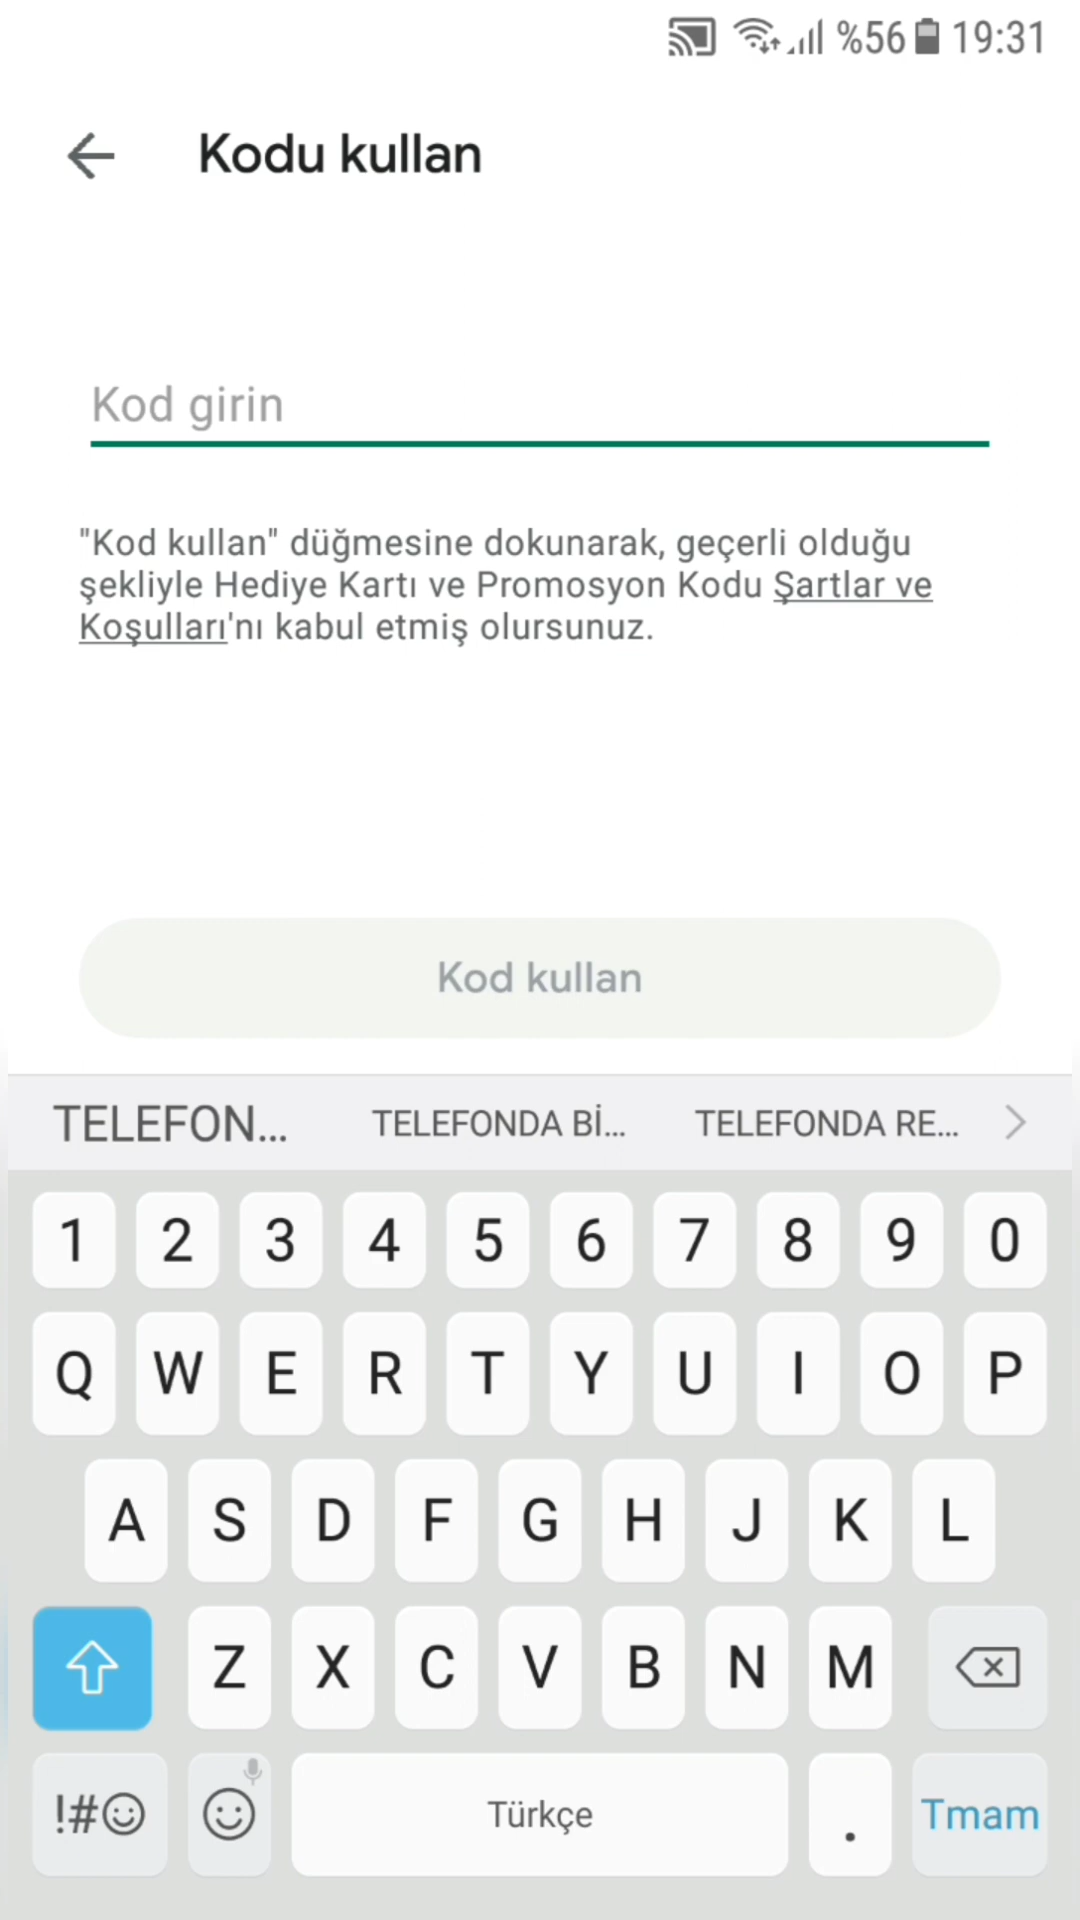 %56 19:31
Kodu kullan
Kod girin
"Kod kullan" düğmesine dokunarak, geçerli olduğu
şekliyle Hediye Kartı ve Promosyon Kodu Şartlar ve
Koşulları'nı kabul etmiş olursunuz.
Kod kullan
TELEFON... TELEFONDA Bİ... TELEFONDA RE...
1 2 3 4 5 6 7 8 9 0
Q W E R T Y U I O P
A S D F G H J K L
Z X C V B N M
!# Türkçe . Tmam